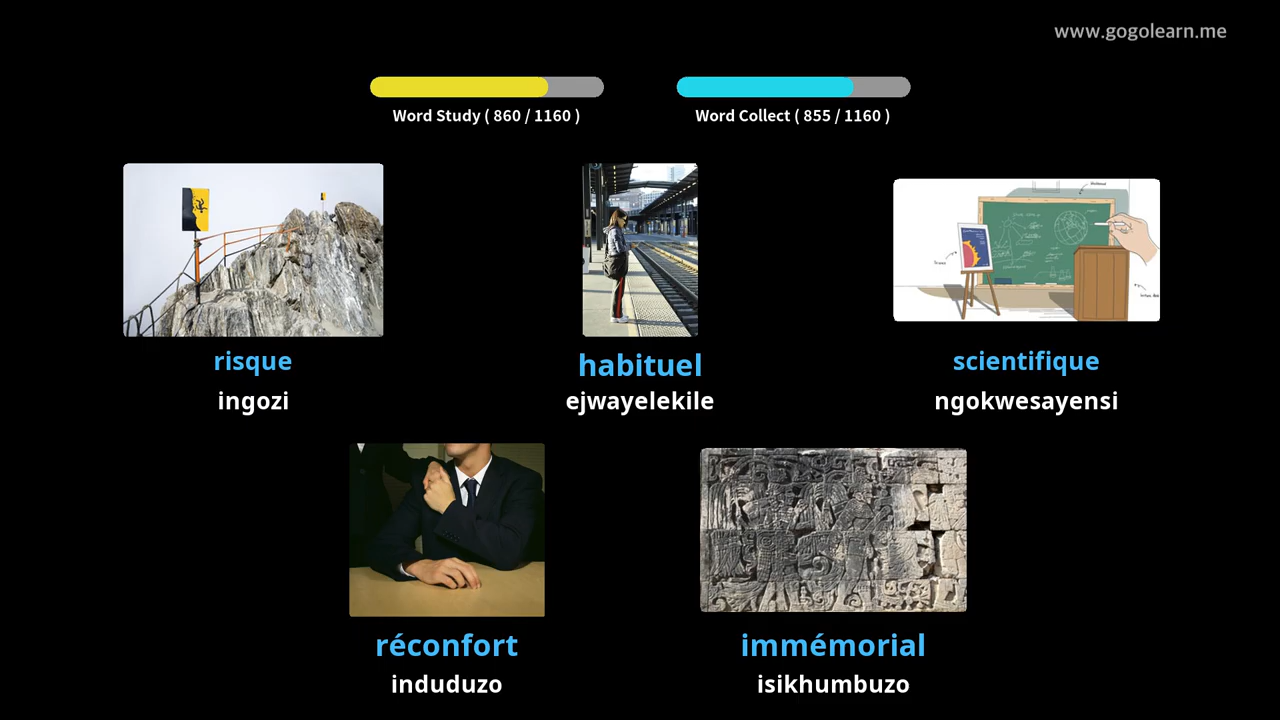 www.gogolearn.me
Word Study ( 860 / 1160 )
Word Collect ( 855 / 1160 )
risque
habituel
scientifique
ingozi
ejwayelekile
ngokwesayensi
réconfort
immémorial
induduzo
isikhumbuzo